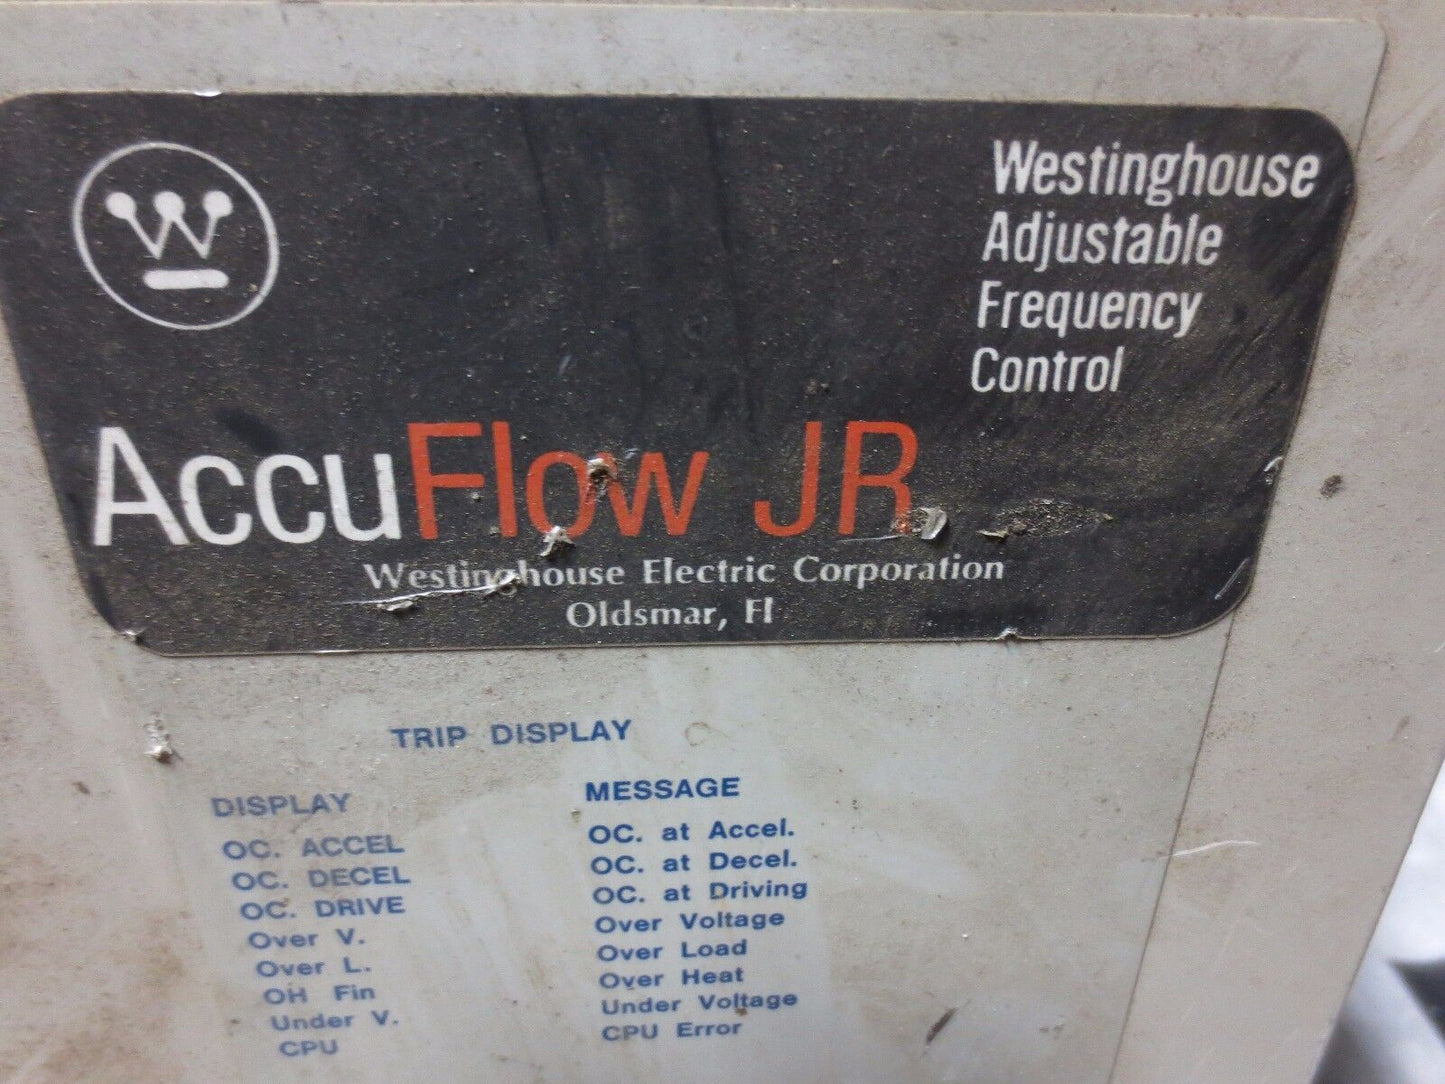 W
Westinghouse
Adjustable
Frequency
Control
AccuFlow JR
Westinghouse Electric Corporation
Oldsmar, Fl
TRIP DISPLAY
DISPLAY MESSAGE
OC. ACCEL OC. at Accel.
OC. DECEL OC. at Decel.
OC. DRIVE OC. at Driving
Over V. Over Voltage
Over L. Over Load
OH Fin Over Heat
Under V. Under Voltage
CPU CPU Error